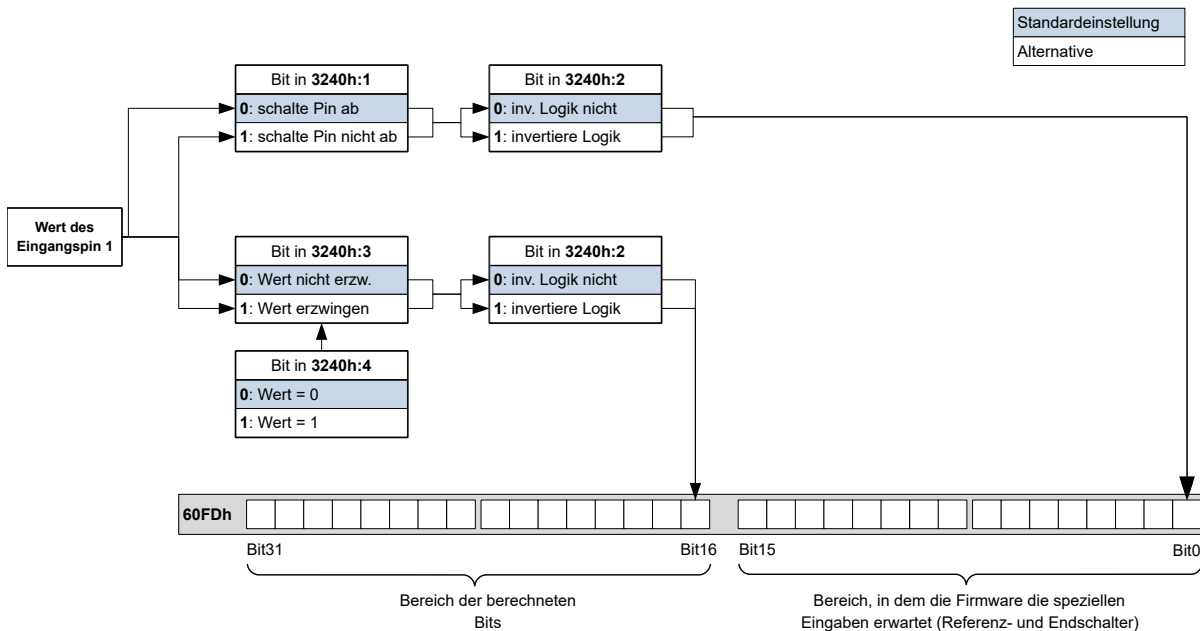 Standardeinstellung
Alternative
Bit in 3240h:1
0: schalte Pin ab
1: schalte Pin nicht ab
Bit in 3240h:2
0: inv. Logik nicht
1: invertiere Logik
Wert des
Eingangspin 1
Bit in 3240h:3
0: Wert nicht erzw.
1: Wert erzwingen
Bit in 3240h:2
0: inv. Logik nicht
1: invertiere Logik
Bit in 3240h:4
0: Wert = 0
1: Wert = 1
60FDh
Bit31
Bit16
Bit15
Bit0
Bereich der berechneten
Bits
Bereich, in dem die Firmware die speziellen
Eingaben erwartet (Referenz- und Endschalter)